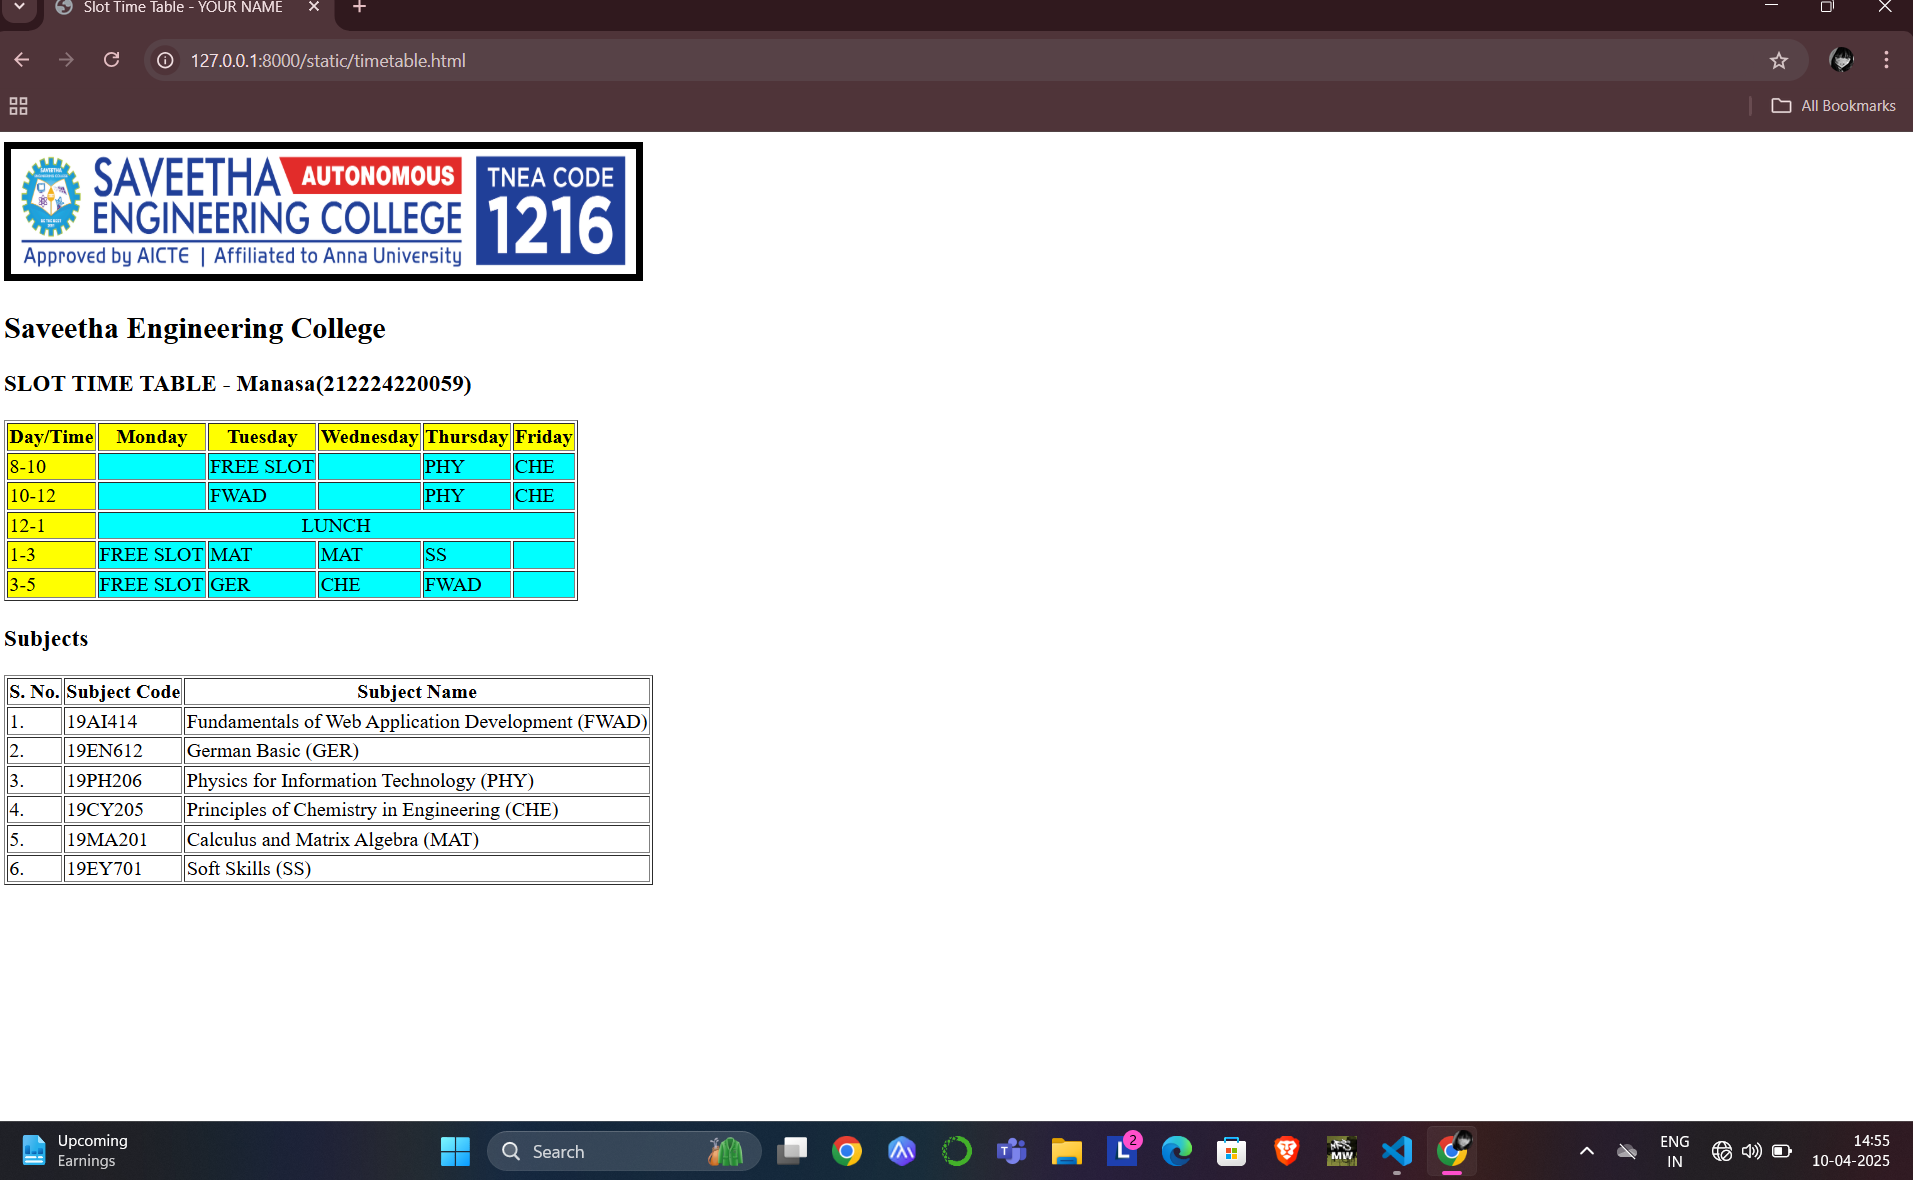 Slot Time Table - YOUR NAME
127.0.0.1:8000/static/timetable.html
All Bookmarks
SAVEETHA AUTONOMOUS
ENGINEERING COLLEGE
Approved by AICTE | Affiliated to Anna University
TNEA CODE
1216
Saveetha Engineering College
SLOT TIME TABLE - Manasa(212224220059)
Day/Time Monday Tuesday Wednesday Thursday Friday
8-10 FREE SLOT PHY CHE
10-12 FWAD PHY CHE
12-1 LUNCH
1-3 FREE SLOT MAT MAT SS
3-5 FREE SLOT GER CHE FWAD
Subjects
S. No. Subject Code Subject Name
1. 19AI414 Fundamentals of Web Application Development (FWAD)
2. 19EN612 German Basic (GER)
3. 19PH206 Physics for Information Technology (PHY)
4. 19CY205 Principles of Chemistry in Engineering (CHE)
5. 19MA201 Calculus and Matrix Algebra (MAT)
6. 19EY701 Soft Skills (SS)
Upcoming
Earnings
Search
L 2
MW
ENG
IN
14:55
10-04-2025